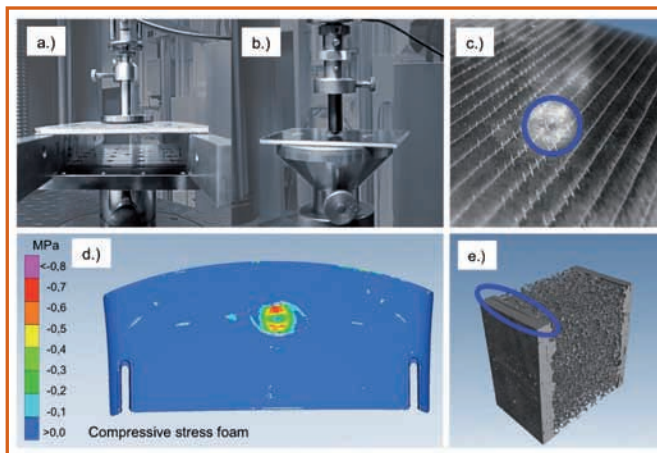 a.)
b.)
c.)
MPa
d.)
<-0,8
-0,7
-0,6
-0,5
-0,4
-0,3
-0,2
-0,1
>0,0
Compressive stress foam
e.)